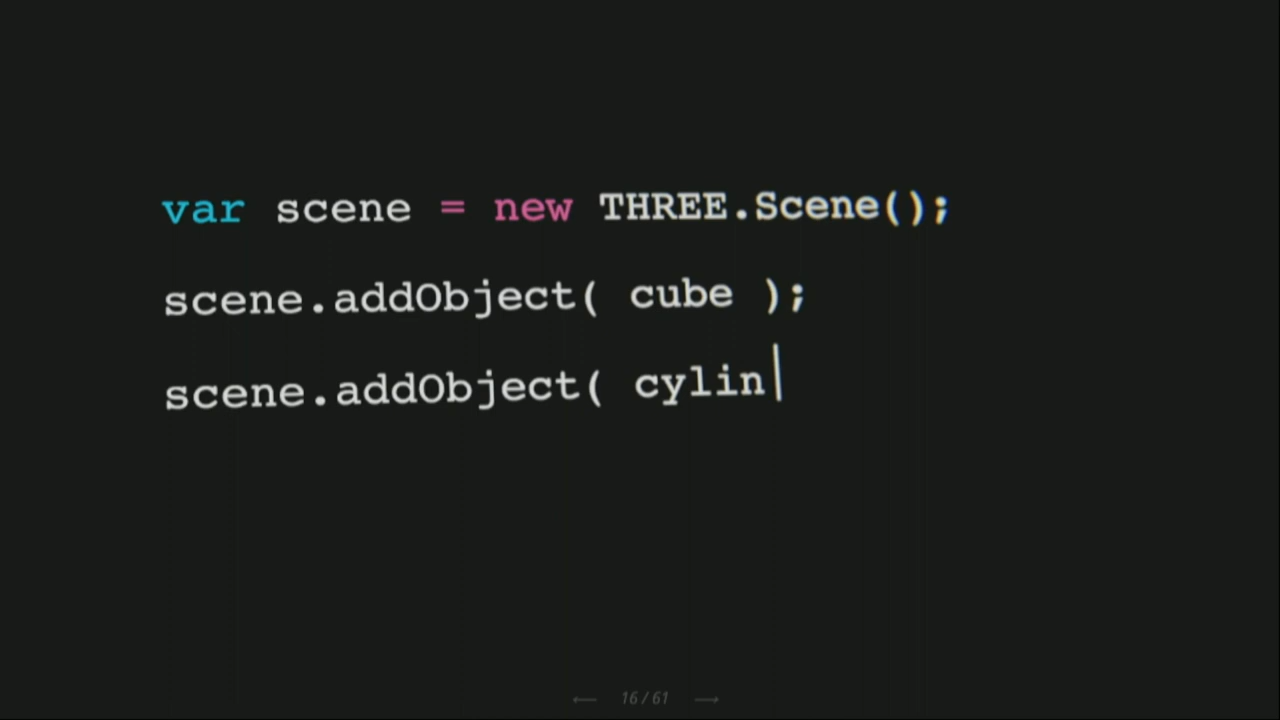 var scene = new THREE.Scene();
scene.addObject( cube );
scene.addObject( cylin
16 / 61